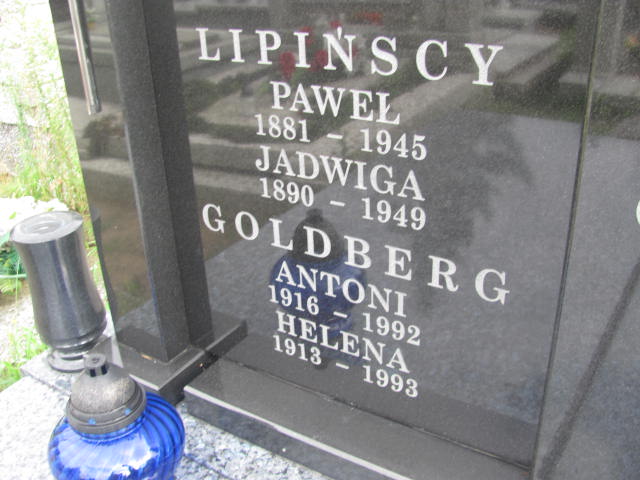 LIPIŃSCY
PAWEŁ
1881 - 1945
JADWIGA
1890 - 1949
GOLDBERG
ANTONI
1916 - 1992
HELENA
1913 - 1993